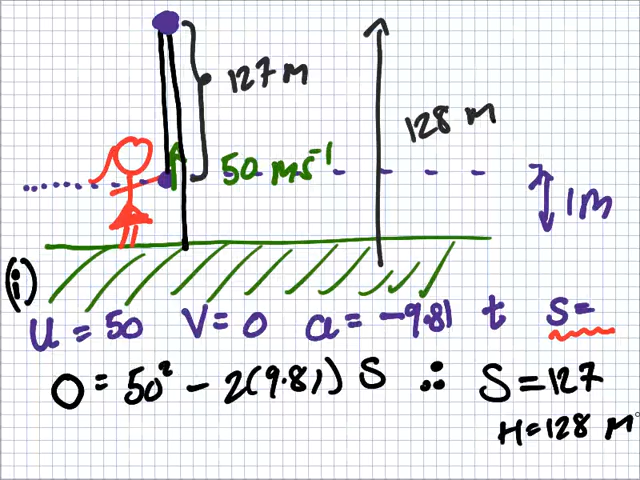 127 M
128 M
50 ms⁻¹
1M
(i)
u = 50 v = 0 a = -9.81 t s =
0 = 50² - 2(9.81) S ∴ S = 127
H = 128 M